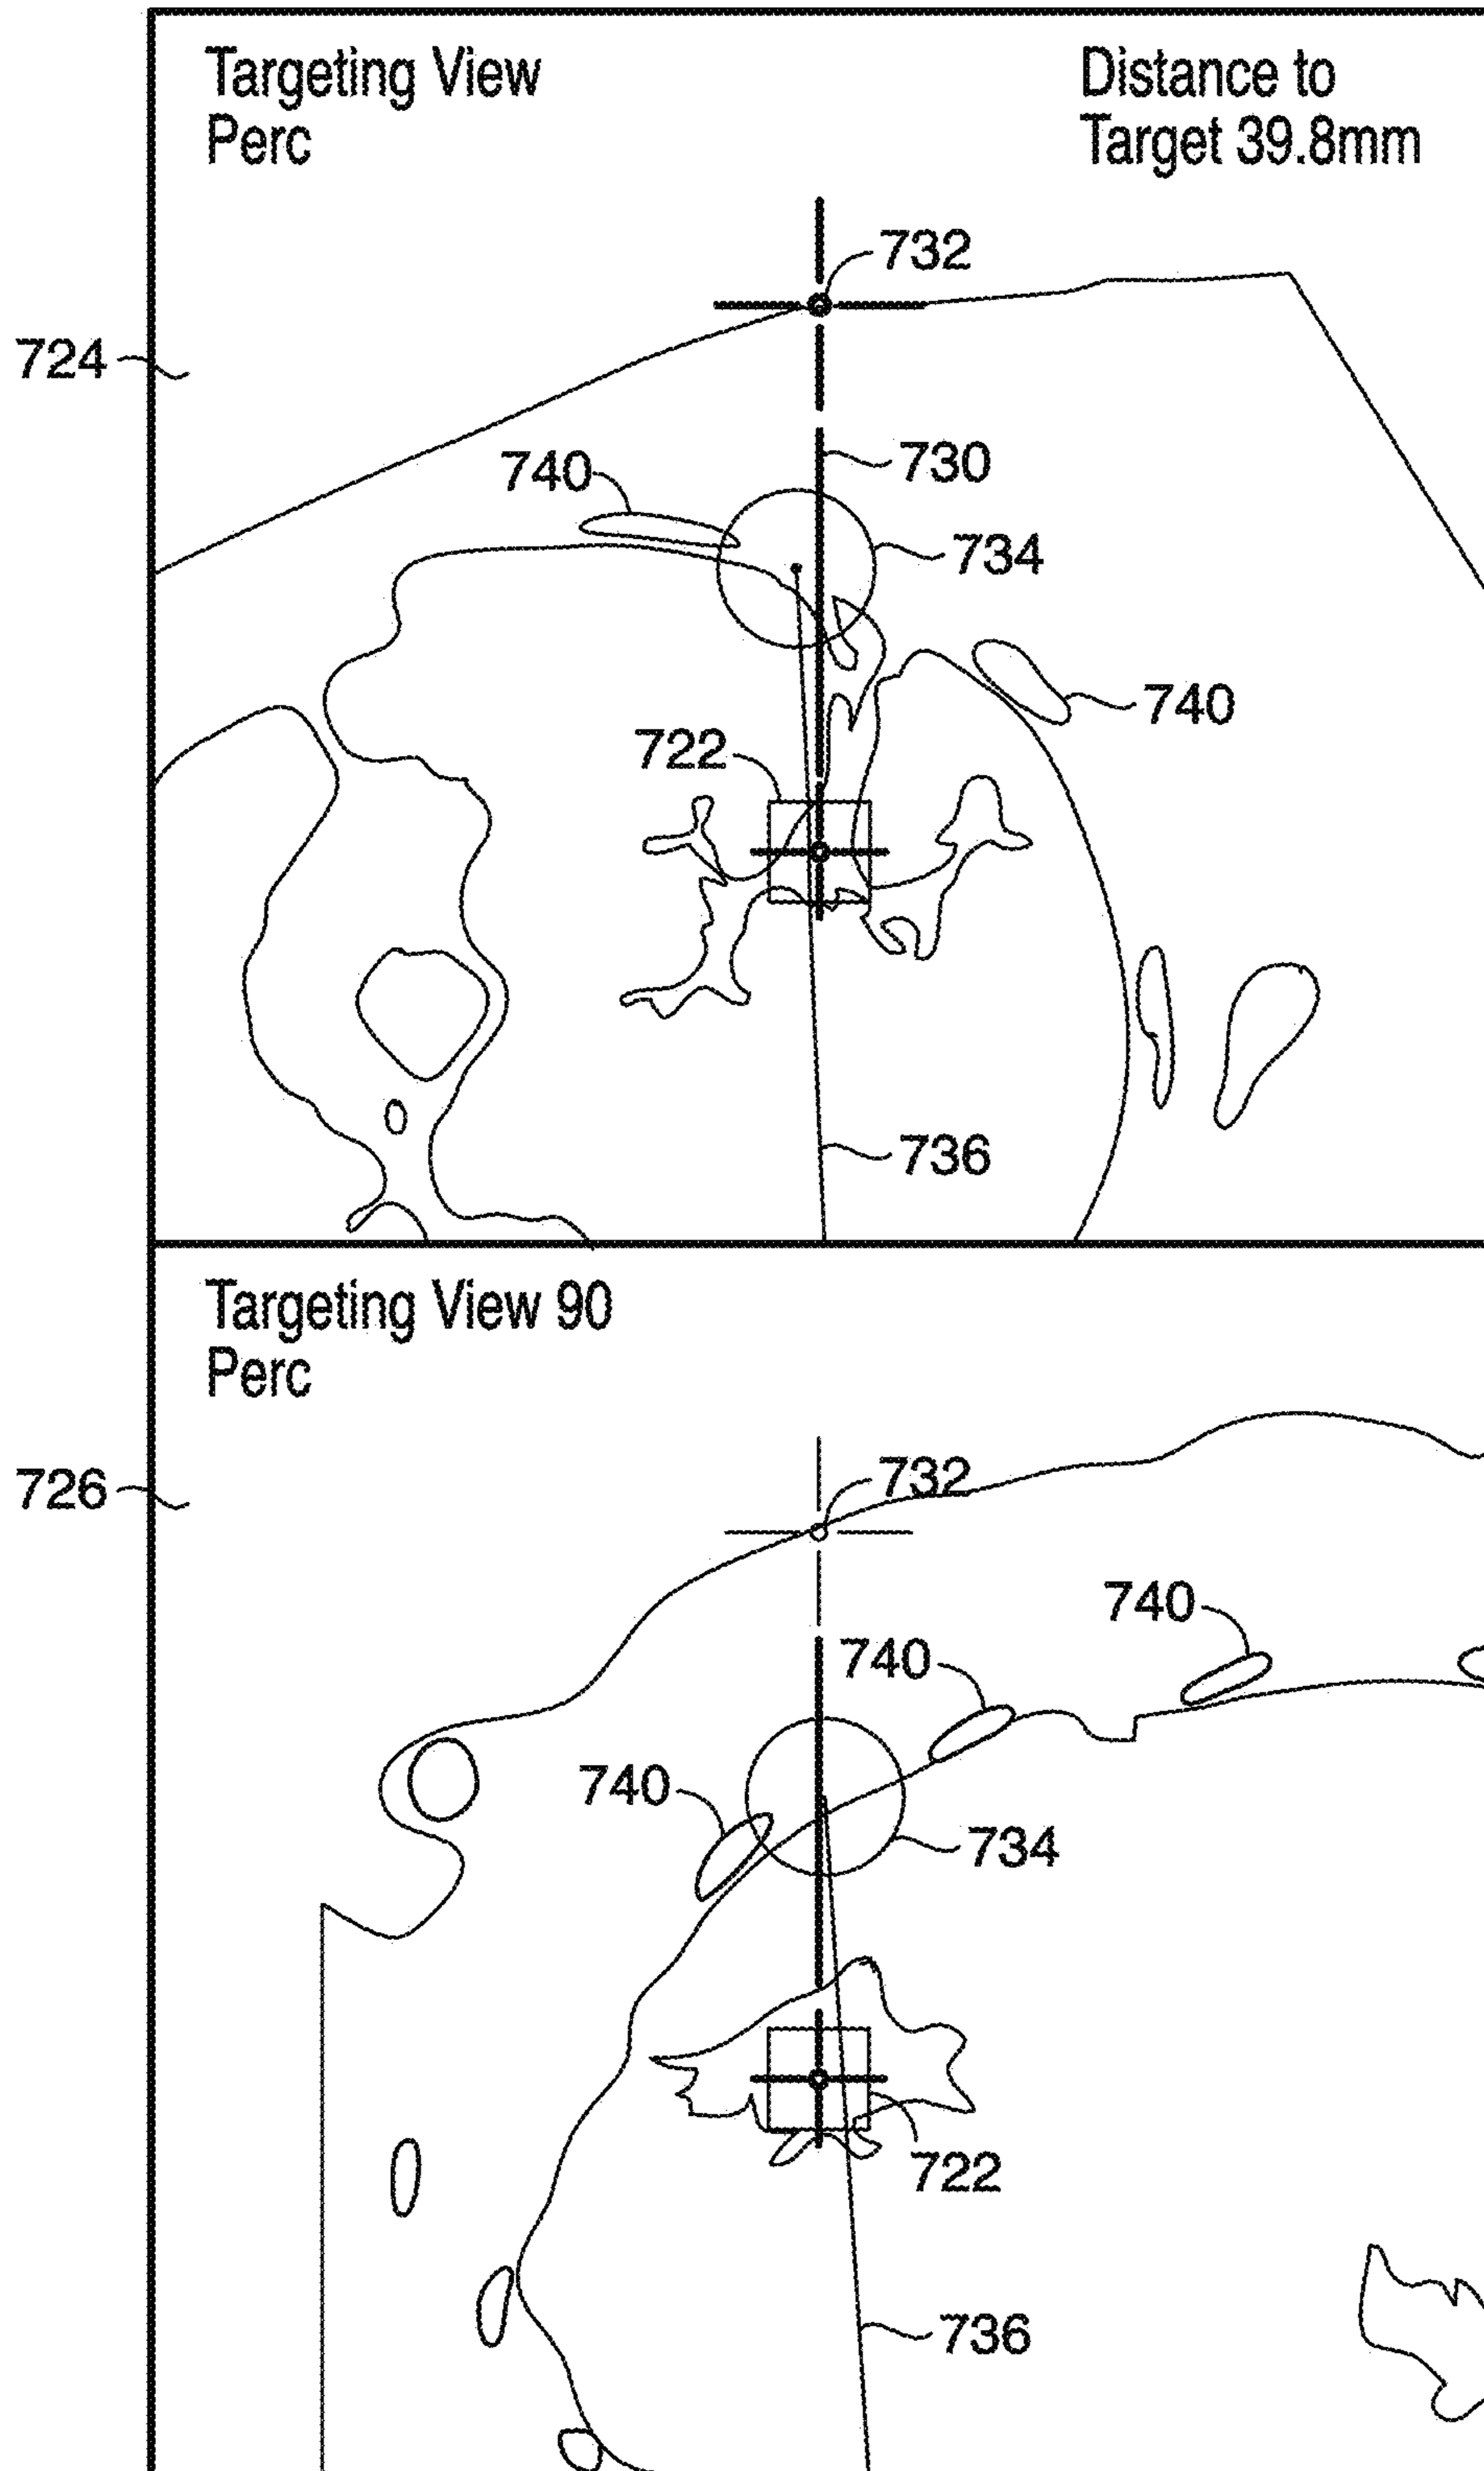 Targeting View
Perc
Distance to
Target 39.8mm
732
724
740
730
734
740
722
736
Targeting View 90
Perc
726
732
740
740
740
734
722
736